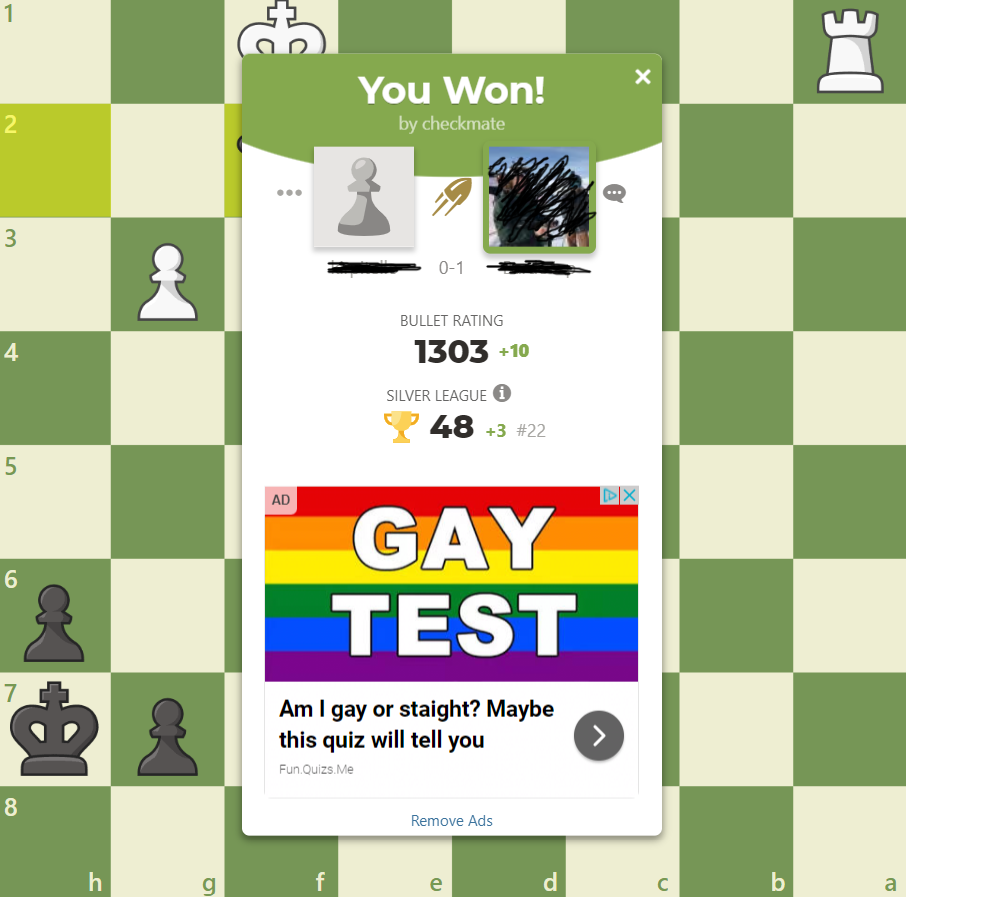 1
You Won!
by checkmate
2
3
0-1
BULLET RATING
4
1303 +10
SILVER LEAGUE
48 +3 #22
5
AD
GAY
TEST
6
7
Am I gay or staight? Maybe
this quiz will tell you
Fun.Quizs.Me
8
Remove Ads
h g f e d c b a